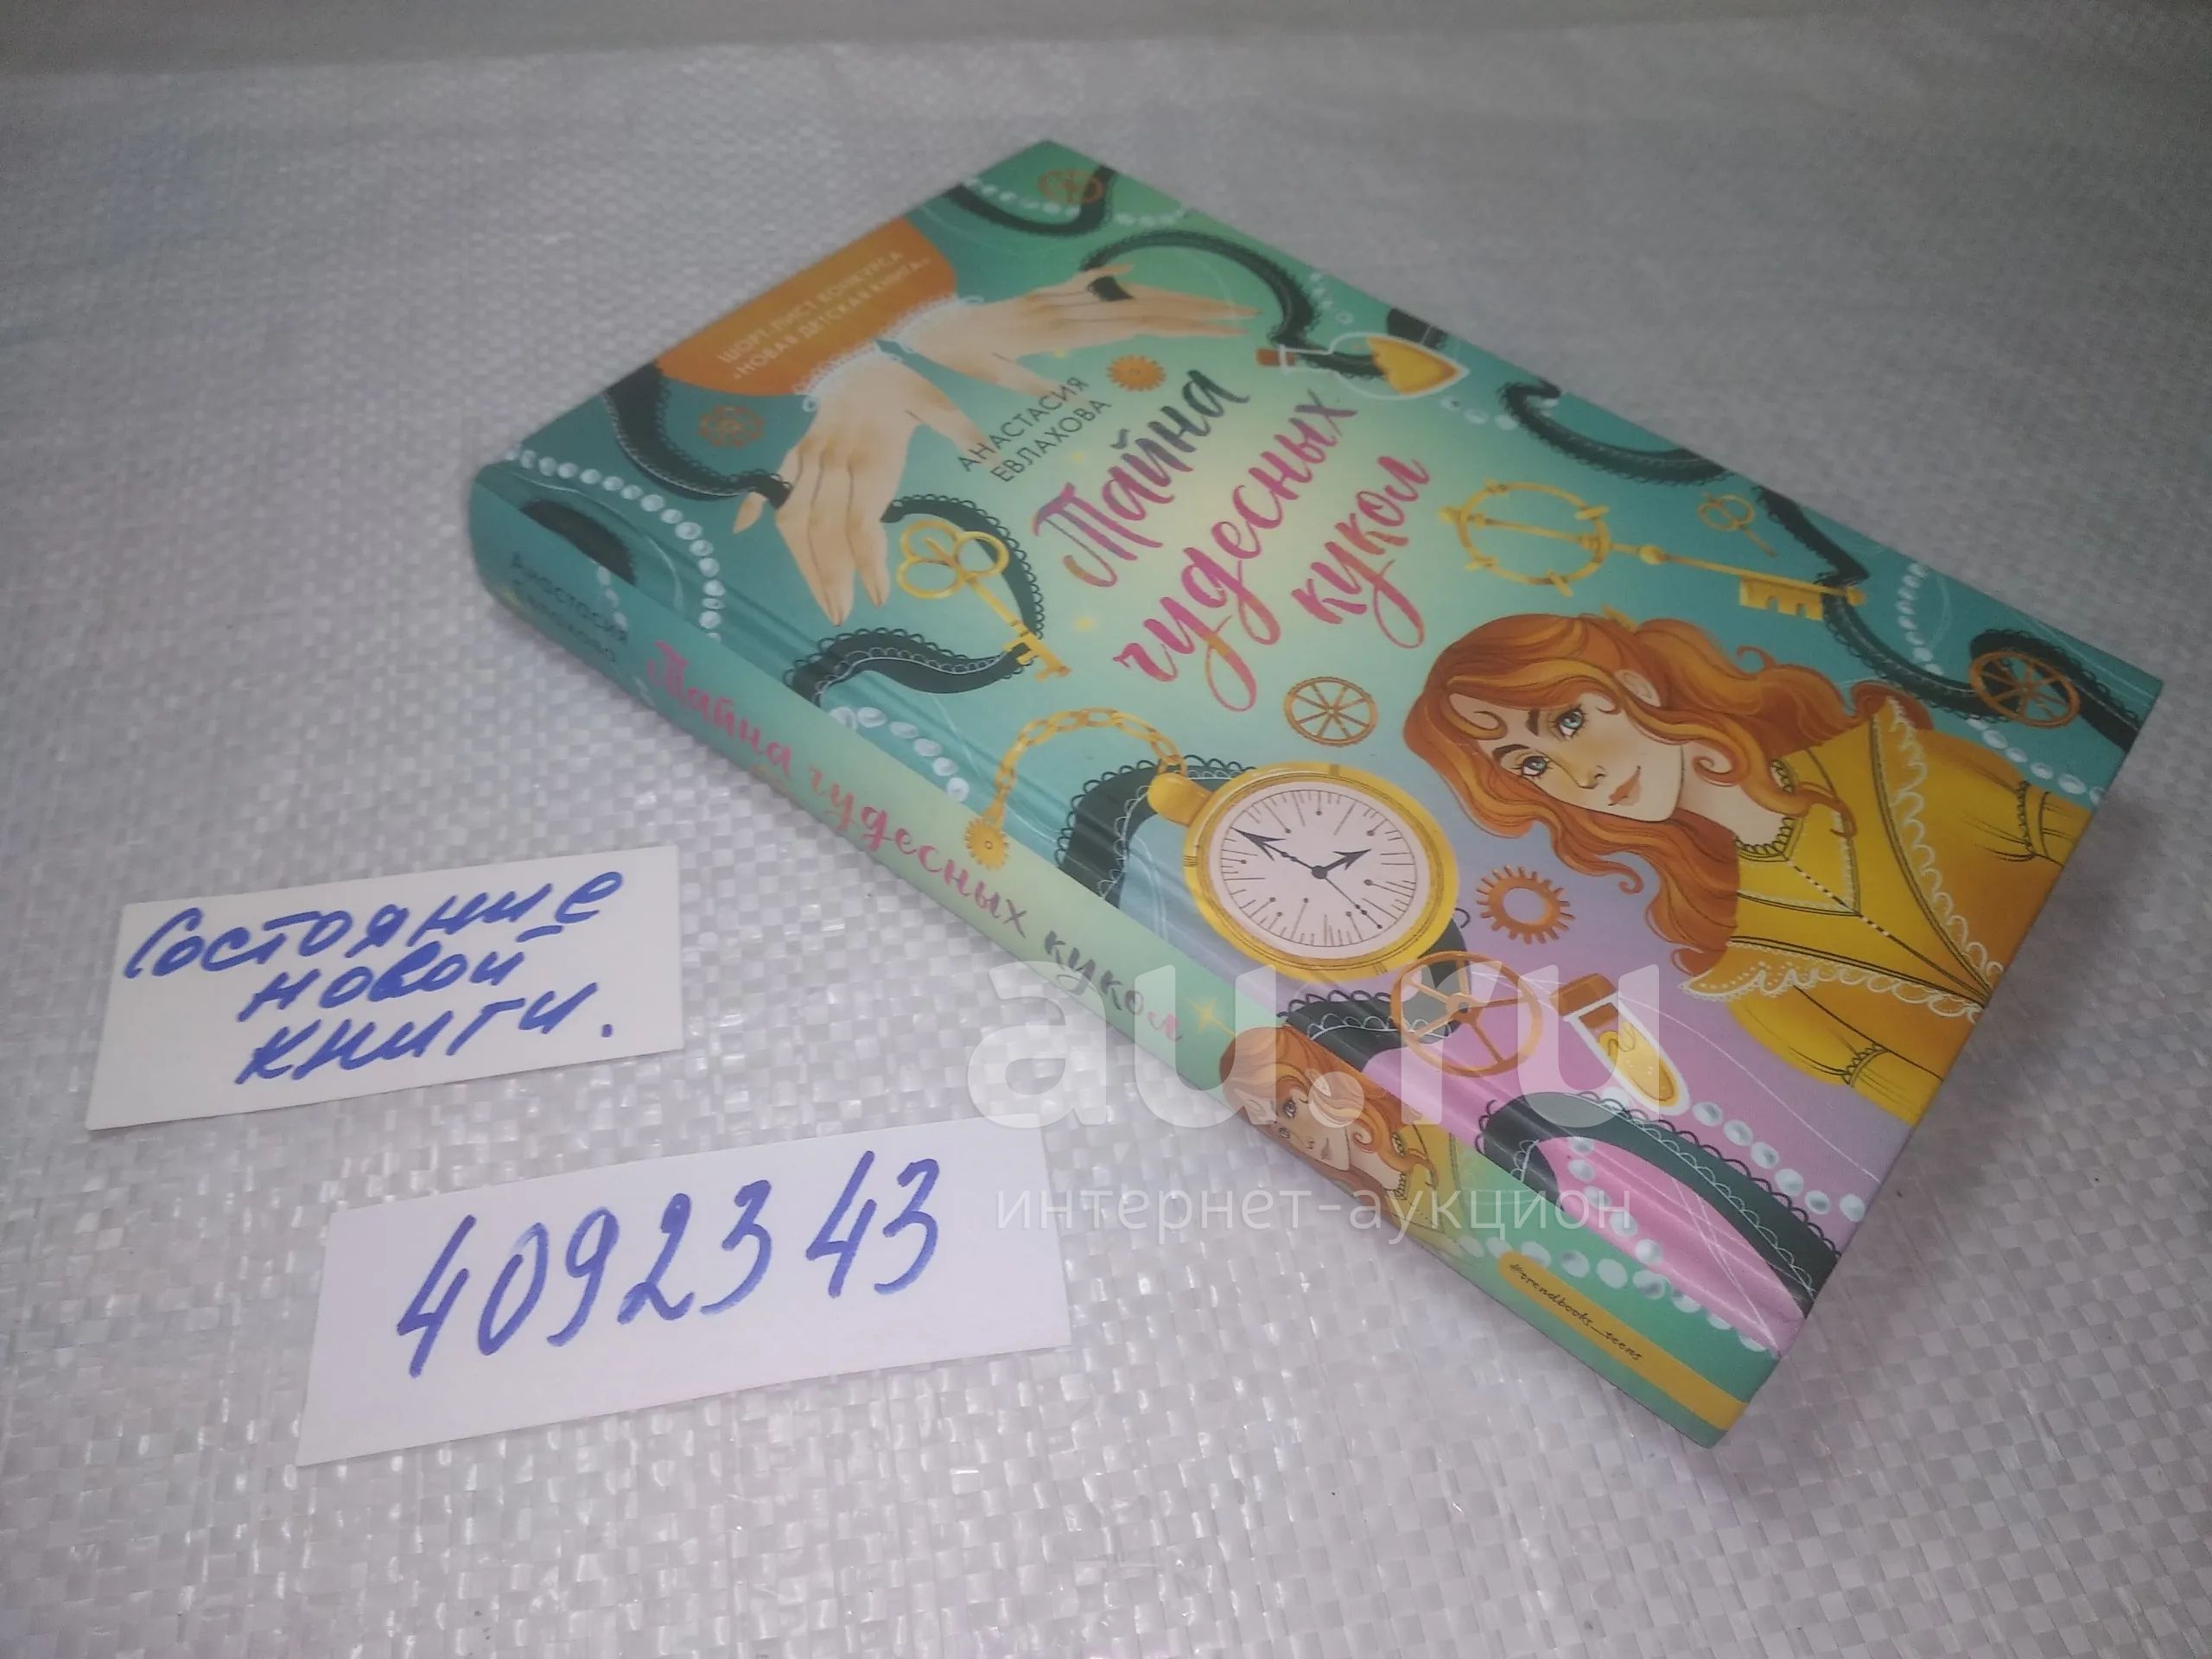 ШОРТ-ЛИСТ КОНКУРСА
«НОВАЯ ДЕТСКАЯ КНИГА»
АНАСТАСИЯ
ЕВЛАХОВА
Тайна
чудесных
кукол
Анастасия
Евлахова
Тайна чудесных кукол
#trendbooks_teens
Состояние
новой
книги.
4092343
au.ru
интернет-аукцион